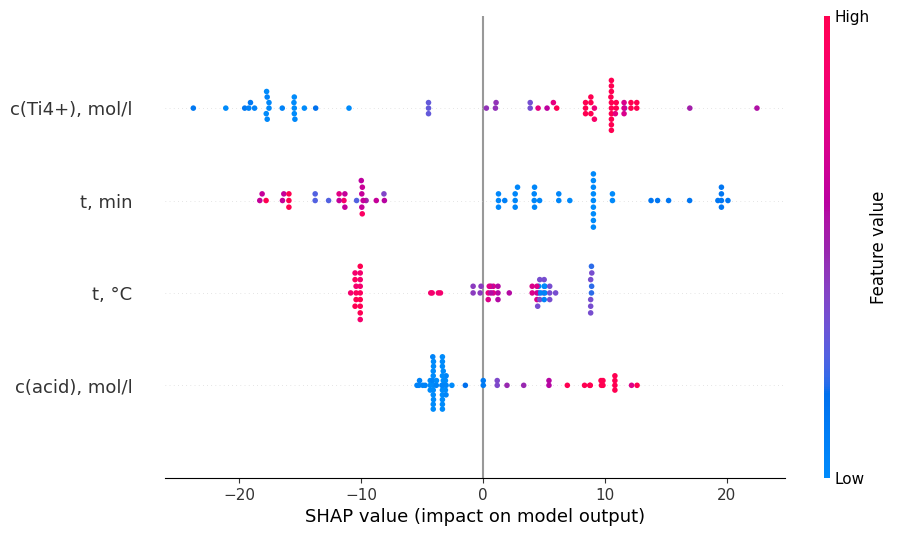 High
c(Ti4+), mol/l
t, min
t, °C
c(acid), mol/l
Feature value
Low
−20 −10 0 10 20
SHAP value (impact on model output)